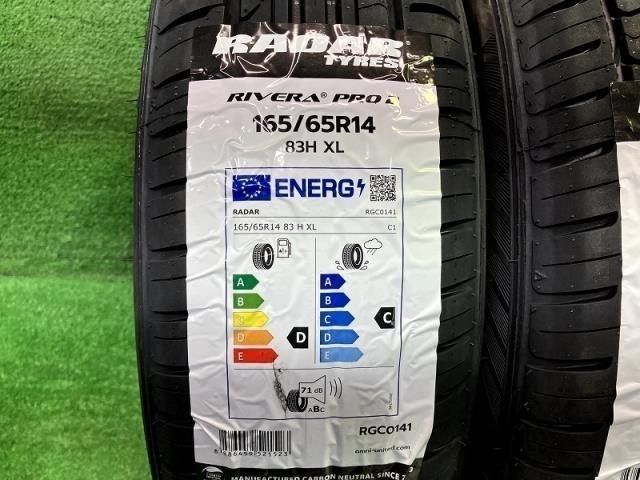 RADAR
TYRES
RIVERA® PRO 2
165/65R14
83H XL
ENERG
RADAR RGC0141
165/65R14 83 H XL C1
A A
B B
C C C
D D D
E E
71 dB
ABC
RGC0141
omni-united.com
MANUFACTURED CARBON NEUTRAL SINCE